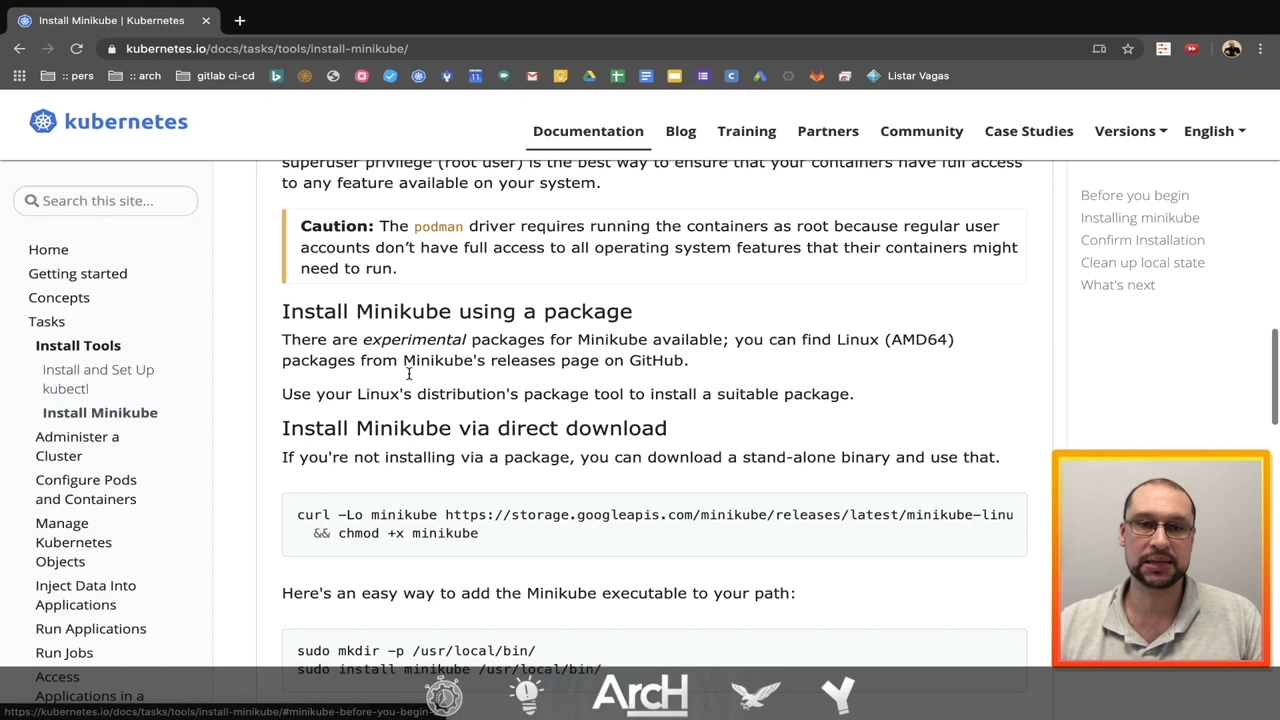 Install Minikube | Kubernetes
kubernetes.io/docs/tasks/tools/install-minikube/
:: pers
:: arch
gitlab ci-cd
Listar Vagas
kubernetes
Documentation
Blog
Training
Partners
Community
Case Studies
Versions
English
Search this site...
Home
Getting started
Concepts
Tasks
Install Tools
Install and Set Up
kubectl
Install Minikube
Administer a
Cluster
Configure Pods
and Containers
Manage
Kubernetes
Objects
Inject Data Into
Applications
Run Applications
Run Jobs
Access
Applications in a
superuser privilege (root user) is the best way to ensure that your containers have full access
to any feature available on your system.
Caution: The podman driver requires running the containers as root because regular user
accounts don't have full access to all operating system features that their containers might
need to run.
Install Minikube using a package
There are experimental packages for Minikube available; you can find Linux (AMD64)
packages from Minikube's releases page on GitHub.
Use your Linux's distribution's package tool to install a suitable package.
Install Minikube via direct download
If you're not installing via a package, you can download a stand-alone binary and use that.
curl -Lo minikube https://storage.googleapis.com/minikube/releases/latest/minikube-linu
&& chmod +x minikube
Here's an easy way to add the Minikube executable to your path:
sudo mkdir -p /usr/local/bin/
sudo install minikube /usr/local/bin/
Before you begin
Installing minikube
Confirm Installation
Clean up local state
What's next
ArcH
https://kubernetes.io/docs/tasks/tools/install-minikube/#minikube-before-you-begin-